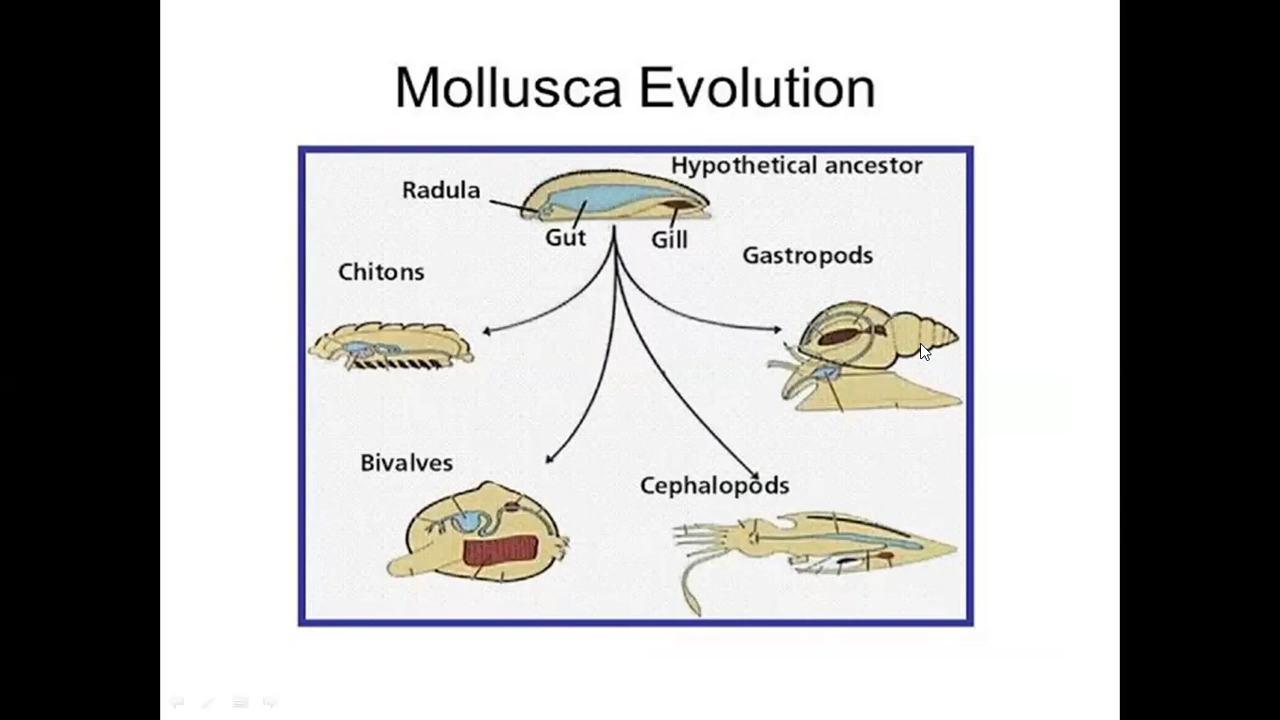 Mollusca Evolution
Hypothetical ancestor
Radula
Gut
Gill
Gastropods
Chitons
Bivalves
Cephalopods